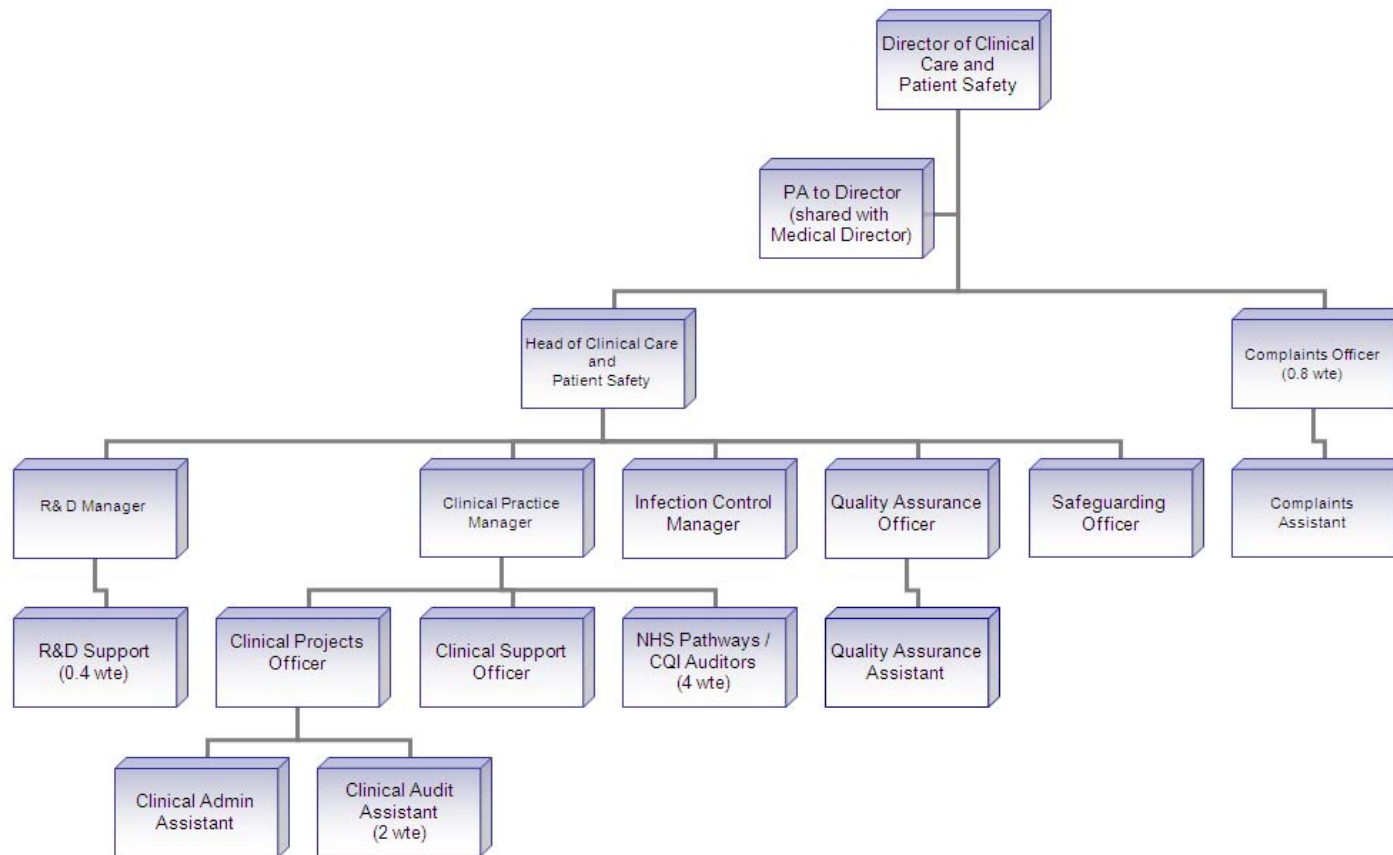 Director of Clinical
Care and
Patient Safety
PA to Director
(shared with
Medical Director)
Head of Clinical Care
and
Patient Safety
Complaints Officer
(0.8 wte)
R& D Manager
Clinical Practice
Manager
Infection Control
Manager
Quality Assurance
Officer
Safeguarding
Officer
Complaints
Assistant
R&D Support
(0.4 wte)
Clinical Projects
Officer
Clinical Support
Officer
NHS Pathways /
CQI Auditors
(4 wte)
Quality Assurance
Assistant
Clinical Admin
Assistant
Clinical Audit
Assistant
(2 wte)